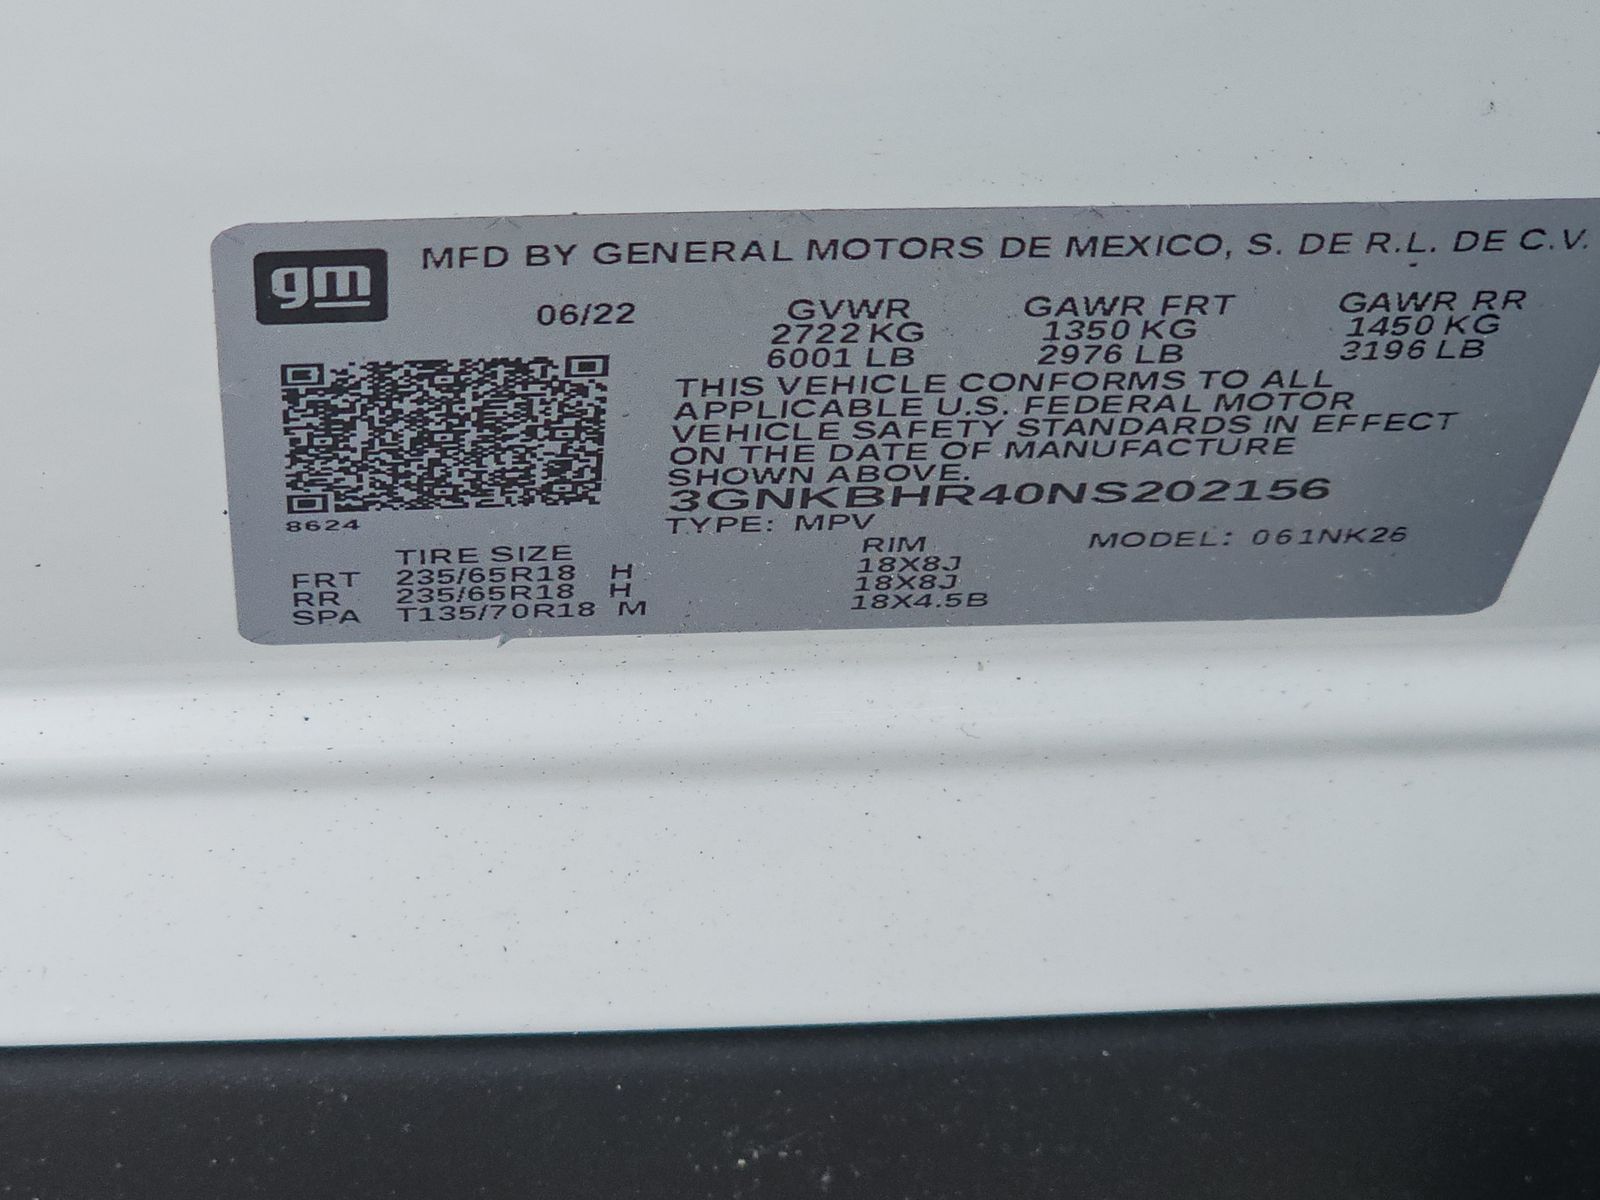 gm MFD BY GENERAL MOTORS DE MEXICO, S. DE R.L. DE C.V.
06/22 GVWR GAWR FRT GAWR RR
2722 KG 1350 KG 1450 KG
6001 LB 2976 LB 3196 LB
THIS VEHICLE CONFORMS TO ALL
APPLICABLE U.S. FEDERAL MOTOR
VEHICLE SAFETY STANDARDS IN EFFECT
ON THE DATE OF MANUFACTURE
SHOWN ABOVE.
3GNKBHR40NS202156
8624 TYPE: MPV MODEL: 061NK26
TIRE SIZE RIM
FRT 235/65R18 H 18X8J
RR 235/65R18 H 18X8J
SPA T135/70R18 M 18X4.5B